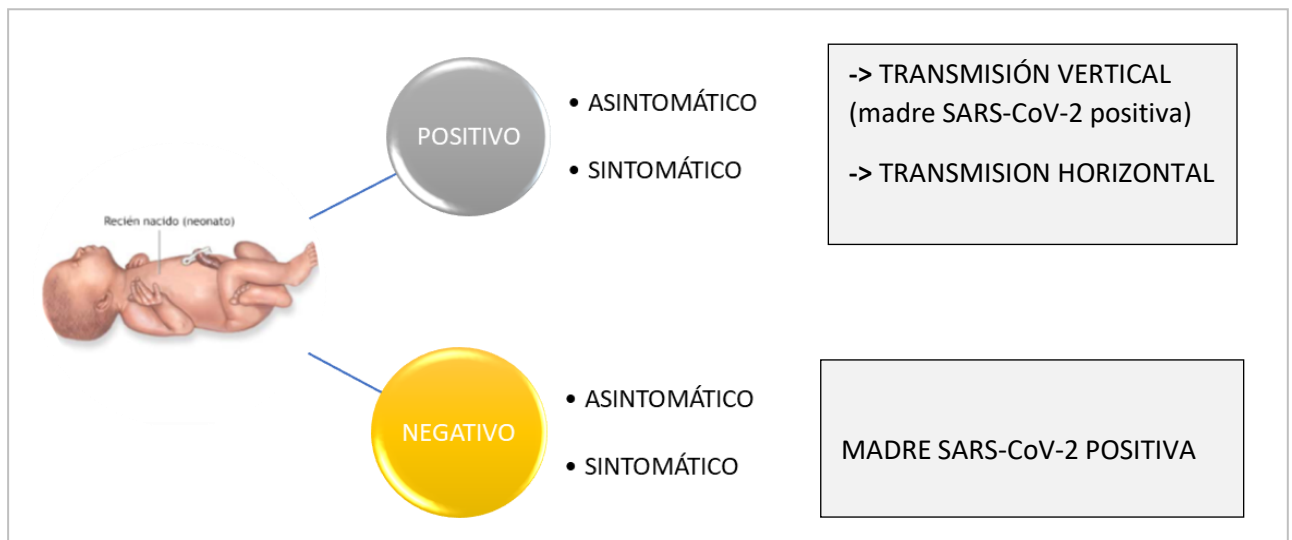 -> TRANSMISIÓN VERTICAL
(madre SARS-CoV-2 positiva)
-> TRANSMISION HORIZONTAL
POSITIVO
• ASINTOMÁTICO
• SINTOMÁTICO
Recién nacido (neonato)
NEGATIVO
• ASINTOMÁTICO
• SINTOMÁTICO
MADRE SARS-CoV-2 POSITIVA